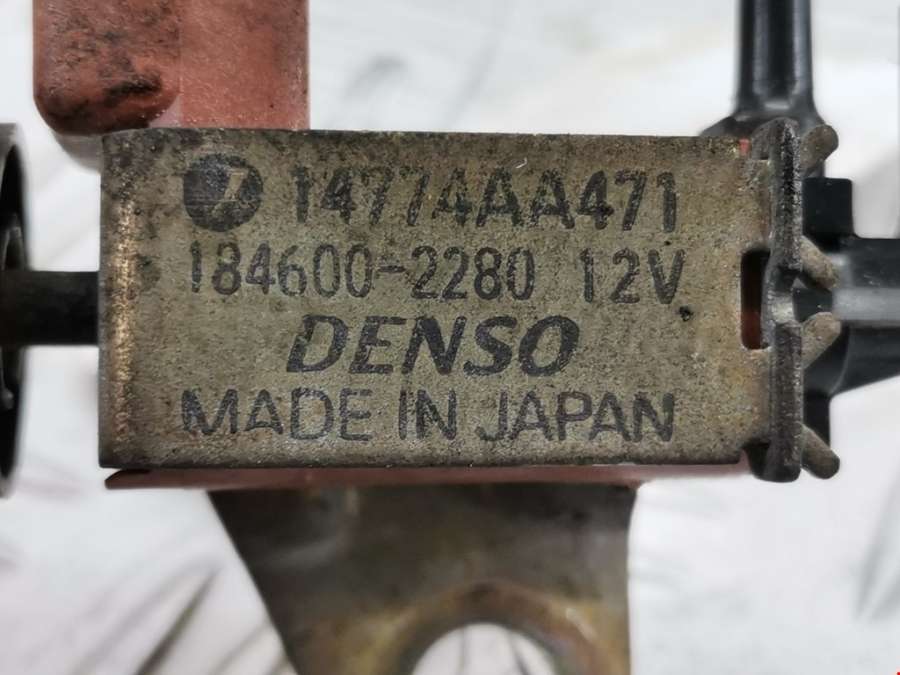 14774AA471
184600-2280 12V
DENSO
MADE IN JAPAN